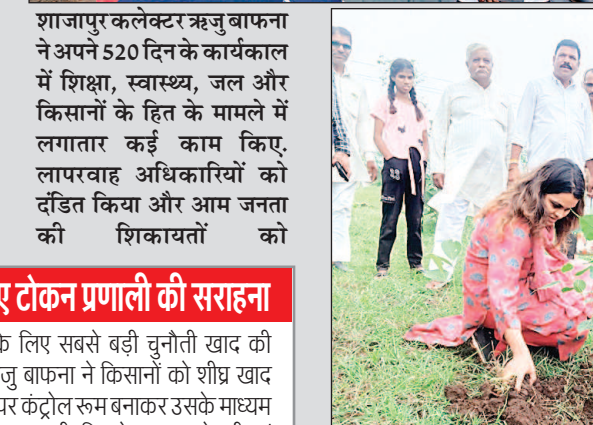 शाजापुर कलेक्टर ऋजु बाफना
ने अपने 520 दिन के कार्यकाल
में शिक्षा, स्वास्थ्य, जल और
किसानों के हित के मामले में
लगातार कई काम किए.
लापरवाह अधिकारियों को
दंडित किया और आम जनता
की शिकायतों को
ए टोकन प्रणाली की सराहना
के लिए सबसे बड़ी चुनौती खाद की
जु बाफना ने किसानों को शीघ्र खाद
पर कंट्रोल रूम बनाकर उसके माध्यम